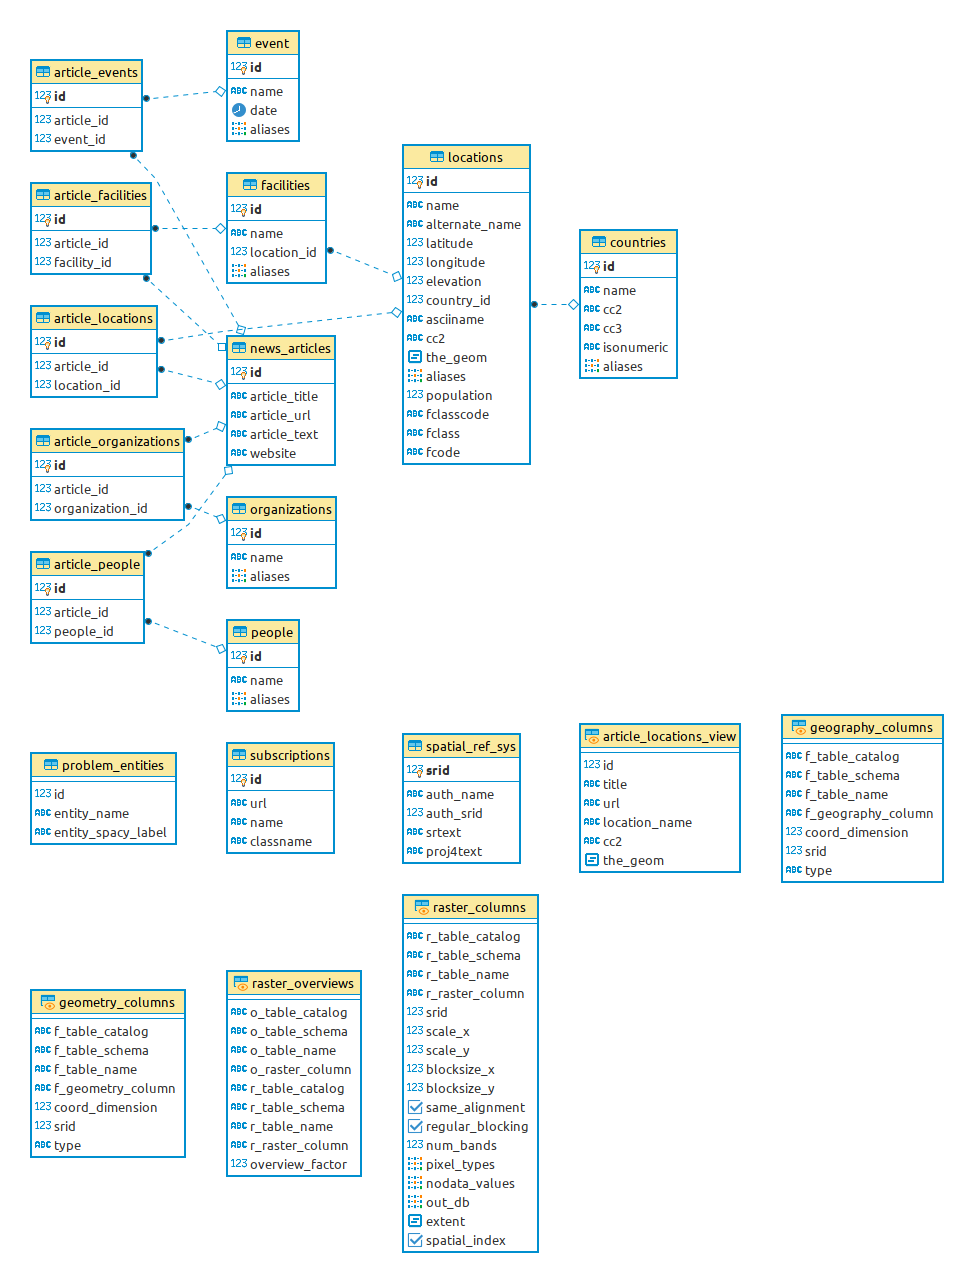 event
123 id
ABC name
date
aliases
article_events
123 id
123 article_id
123 event_id
locations
123 id
ABC name
ABC alternate_name
123 latitude
123 longitude
123 elevation
123 country_id
ABC asciiname
ABC cc2
the_geom
aliases
123 population
ABC fclasscode
ABC fclass
ABC fcode
facilities
123 id
ABC name
123 location_id
aliases
article_facilities
123 id
123 article_id
123 facility_id
countries
123 id
ABC name
ABC cc2
ABC cc3
ABC isonumeric
aliases
article_locations
123 id
123 article_id
123 location_id
news_articles
123 id
ABC article_title
ABC article_url
ABC article_text
ABC website
article_organizations
123 id
123 article_id
123 organization_id
organizations
123 id
ABC name
aliases
article_people
123 id
123 article_id
123 people_id
people
123 id
ABC name
aliases
problem_entities
123 id
ABC entity_name
ABC entity_spacy_label
subscriptions
123 id
ABC url
ABC name
ABC classname
spatial_ref_sys
123 srid
ABC auth_name
123 auth_srid
ABC srtext
ABC proj4text
article_locations_view
123 id
ABC title
ABC url
ABC location_name
ABC cc2
the_geom
geography_columns
ABC f_table_catalog
ABC f_table_schema
ABC f_table_name
ABC f_geography_column
123 coord_dimension
123 srid
ABC type
geometry_columns
ABC f_table_catalog
ABC f_table_schema
ABC f_table_name
ABC f_geometry_column
123 coord_dimension
123 srid
ABC type
raster_overviews
ABC o_table_catalog
ABC o_table_schema
ABC o_table_name
ABC o_raster_column
ABC r_table_catalog
ABC r_table_schema
ABC r_table_name
ABC r_raster_column
123 overview_factor
raster_columns
ABC r_table_catalog
ABC r_table_schema
ABC r_table_name
ABC r_raster_column
123 srid
123 scale_x
123 scale_y
123 blocksize_x
123 blocksize_y
same_alignment
regular_blocking
123 num_bands
pixel_types
nodata_values
out_db
extent
spatial_index